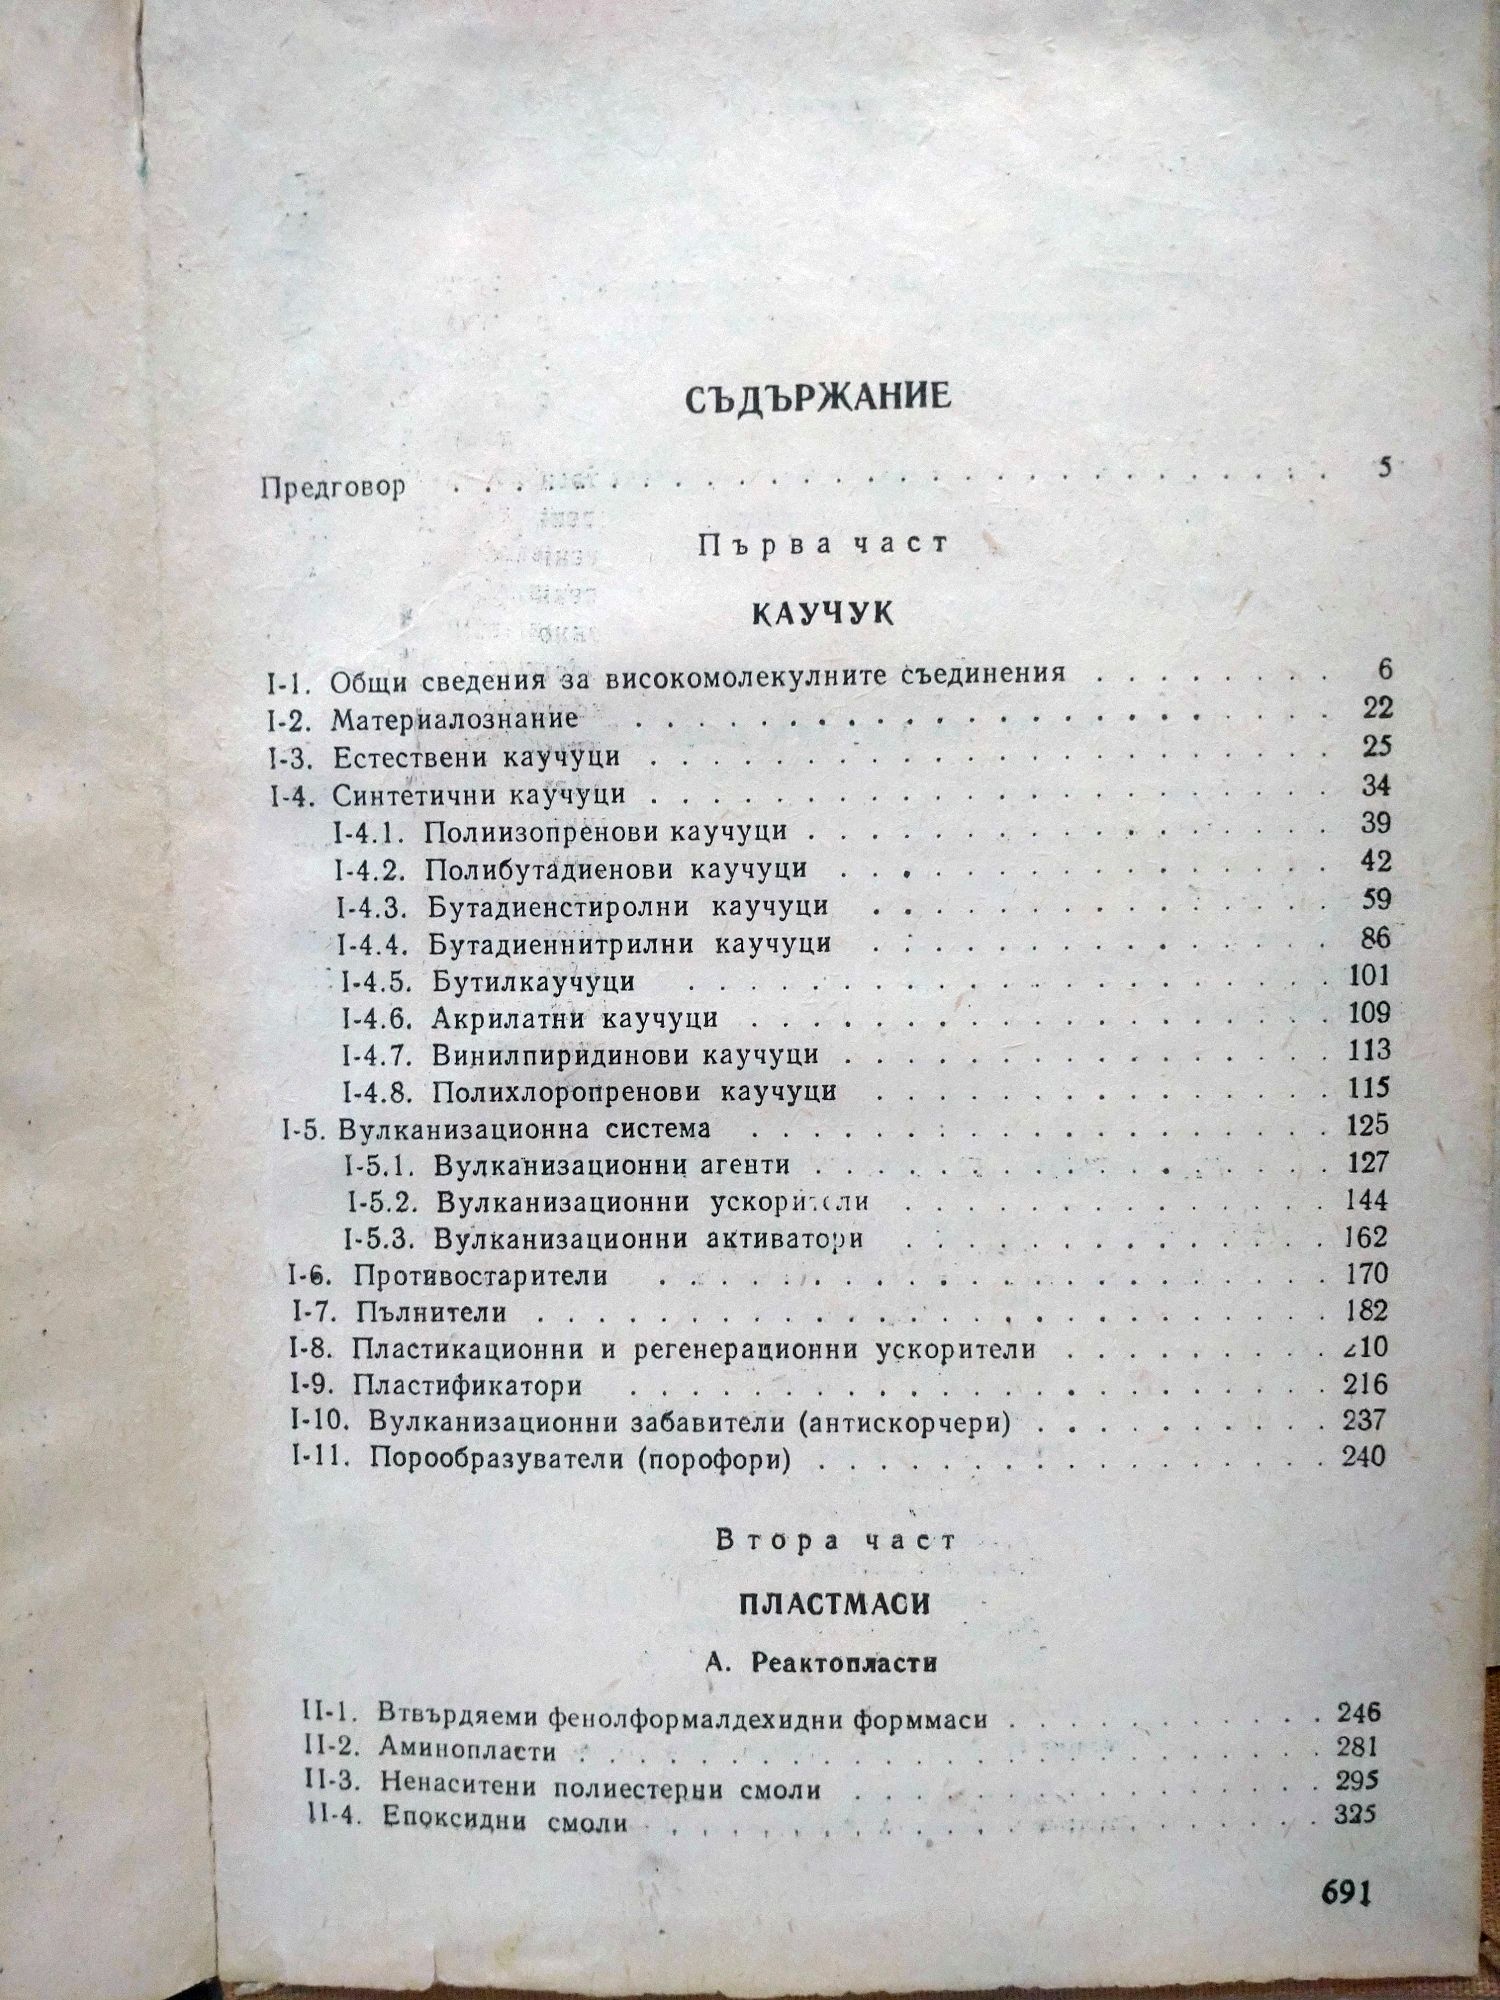 СЪДЪРЖАНИЕ
Предговор . . . . . . . . . . . . . . . . . . . . . . . . . . . . 5
Първа част
КАУЧУК
I-1. Общи сведения за високомолекулните съединения . . . . . . . . 6
I-2. Материалознание . . . . . . . . . . . . . . . . . . . . . . . 22
I-3. Естествени каучуци . . . . . . . . . . . . . . . . . . . . . . 25
I-4. Синтетични каучуци . . . . . . . . . . . . . . . . . . . . . . 34
I-4.1. Полиизопренови каучуци . . . . . . . . . . . . . . . . . 39
I-4.2. Полибутадиенови каучуци . . . . . . . . . . . . . . . . 42
I-4.3. Бутадиенстиролни каучуци . . . . . . . . . . . . . . . 59
I-4.4. Бутадиеннитрилни каучуци . . . . . . . . . . . . . . . 86
I-4.5. Бутилкаучуци . . . . . . . . . . . . . . . . . . . . . 101
I-4.6. Акрилатни каучуци . . . . . . . . . . . . . . . . . . . 109
I-4.7. Винилпиридинови каучуци . . . . . . . . . . . . . . . . 113
I-4.8. Полихлоропренови каучуци . . . . . . . . . . . . . . . 115
I-5. Вулканизационна система . . . . . . . . . . . . . . . . . . . 125
I-5.1. Вулканизационни агенти . . . . . . . . . . . . . . . . . 127
I-5.2. Вулканизационни ускорители . . . . . . . . . . . . . . 144
I-5.3. Вулканизационни активатори . . . . . . . . . . . . . . 162
I-6. Противостарители . . . . . . . . . . . . . . . . . . . . . . 170
I-7. Пълнители . . . . . . . . . . . . . . . . . . . . . . . . . . 182
I-8. Пластикационни и регенерационни ускорители . . . . . . . . . 210
I-9. Пластификатори . . . . . . . . . . . . . . . . . . . . . . . 216
I-10. Вулканизационни забавители (антискорчери) . . . . . . . . . . 237
I-11. Порообразуватели (порофори) . . . . . . . . . . . . . . . . . 240
Втора част
ПЛАСТМАСИ
А. Реактопласти
II-1. Втвърдяеми фенолформалдехидни форммаси . . . . . . . . . . . 246
II-2. Аминопласти . . . . . . . . . . . . . . . . . . . . . . . . 281
II-3. Ненаситени полиестерни смоли . . . . . . . . . . . . . . . . 295
II-4. Епоксидни смоли . . . . . . . . . . . . . . . . . . . . . . 325
691